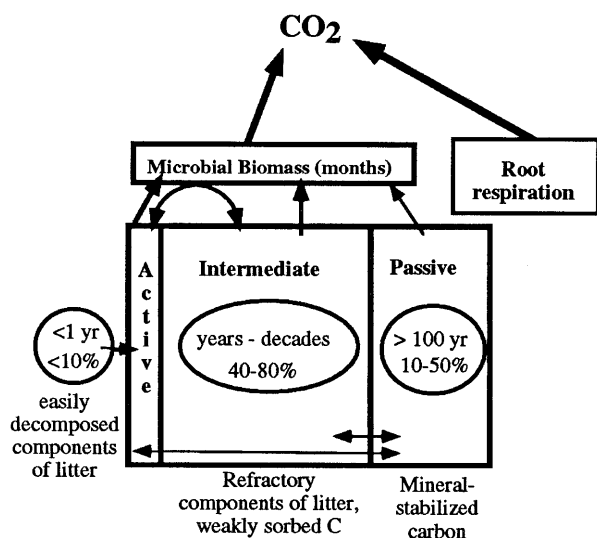 CO2
Microbial Biomass (months)
Root
respiration
Active
Intermediate
Passive
<1 yr
<10%
years - decades
40-80%
> 100 yr
10-50%
easily
decomposed
components
of litter
Refractory
components of litter,
weakly sorbed C
Mineral-
stabilized
carbon